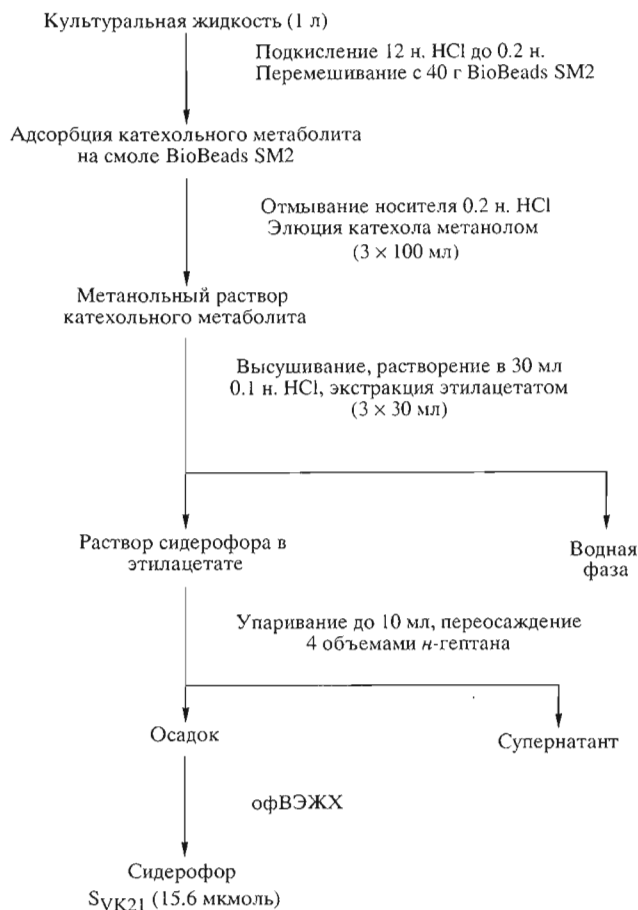 Культуральная жидкость (1 л)
Подкисление 12 н. HCl до 0.2 н.
Перемешивание с 40 г BioBeads SM2
Адсорбция катехольного метаболита
на смоле BioBeads SM2
Отмывание носителя 0.2 н. HCl
Элюция катехола метанолом
(3 × 100 мл)
Метанольный раствор
катехольного метаболита
Высушивание, растворение в 30 мл
0.1 н. HCl, экстракция этилацетатом
(3 × 30 мл)
Раствор сидерофора в
этилацетате
Водная
фаза
Упаривание до 10 мл, переосаждение
4 объемами н-гептана
Осадок
Супернатант
офВЭЖХ
Сидерофор
S_VK21 (15.6 мкмоль)